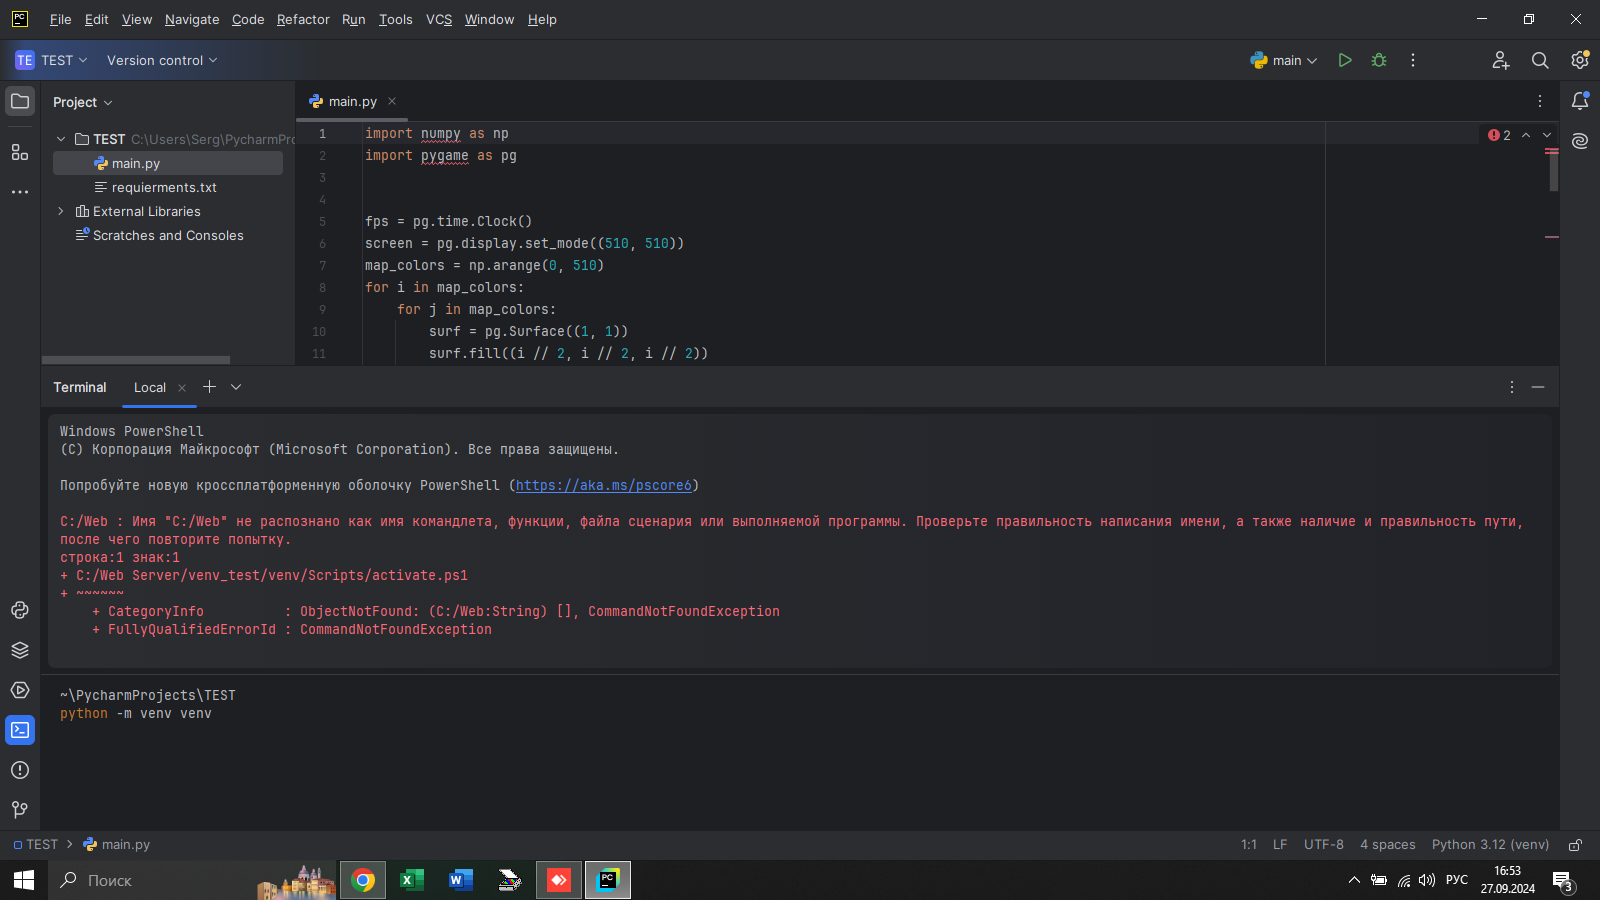 PC File Edit View Navigate Code Refactor Run Tools VCS Window Help
TE TEST Version control main
Project
main.py
TEST C:\Users\Serg\PycharmPro
main.py
requierments.txt
External Libraries
Scratches and Consoles
1 import numpy as np
2 import pygame as pg
3
4
5 fps = pg.time.Clock()
6 screen = pg.display.set_mode((510, 510))
7 map_colors = np.arange(0, 510)
8 for i in map_colors:
9 for j in map_colors:
10 surf = pg.Surface((1, 1))
11 surf.fill((i // 2, i // 2, i // 2))
2
Terminal Local
Windows PowerShell
(C) Корпорация Майкрософт (Microsoft Corporation). Все права защищены.
Попробуйте новую кроссплатформенную оболочку PowerShell (https://aka.ms/pscore6)
C:/Web : Имя "C:/Web" не распознано как имя командлета, функции, файла сценария или выполняемой программы. Проверьте правильность написания имени, а также наличие и правильность пути,
после чего повторите попытку.
строка:1 знак:1
+ C:/Web Server/venv_test/venv/Scripts/activate.ps1
+ ~~~~~~
+ CategoryInfo : ObjectNotFound: (C:/Web:String) [], CommandNotFoundException
+ FullyQualifiedErrorId : CommandNotFoundException
~\PycharmProjects\TEST
python -m venv venv
TEST main.py 1:1 LF UTF-8 4 spaces Python 3.12 (venv)
Поиск
РУС
16:53
27.09.2024
3